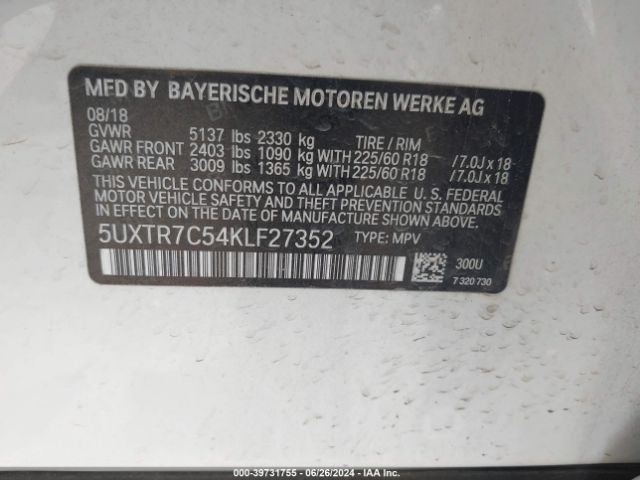 MFD BY BAYERISCHE MOTOREN WERKE AG
08/18
GVWR 5137 lbs 2330 kg TIRE / RIM
GAWR FRONT 2403 lbs 1090 kg WITH 225/60 R18 /7.0J x 18
GAWR REAR 3009 lbs 1365 kg WITH 225/60 R18 /7.0J x 18
THIS VEHICLE CONFORMS TO ALL APPLICABLE U.S. FEDERAL
MOTOR VEHICLE SAFETY AND THEFT PREVENTION STANDARDS
IN EFFECT ON THE DATE OF MANUFACTURE SHOWN ABOVE.
5UXTR7C54KLF27352 TYPE: MPV
300U
7 320 730
000-39731755 - 06/26/2024 - IAA Inc.